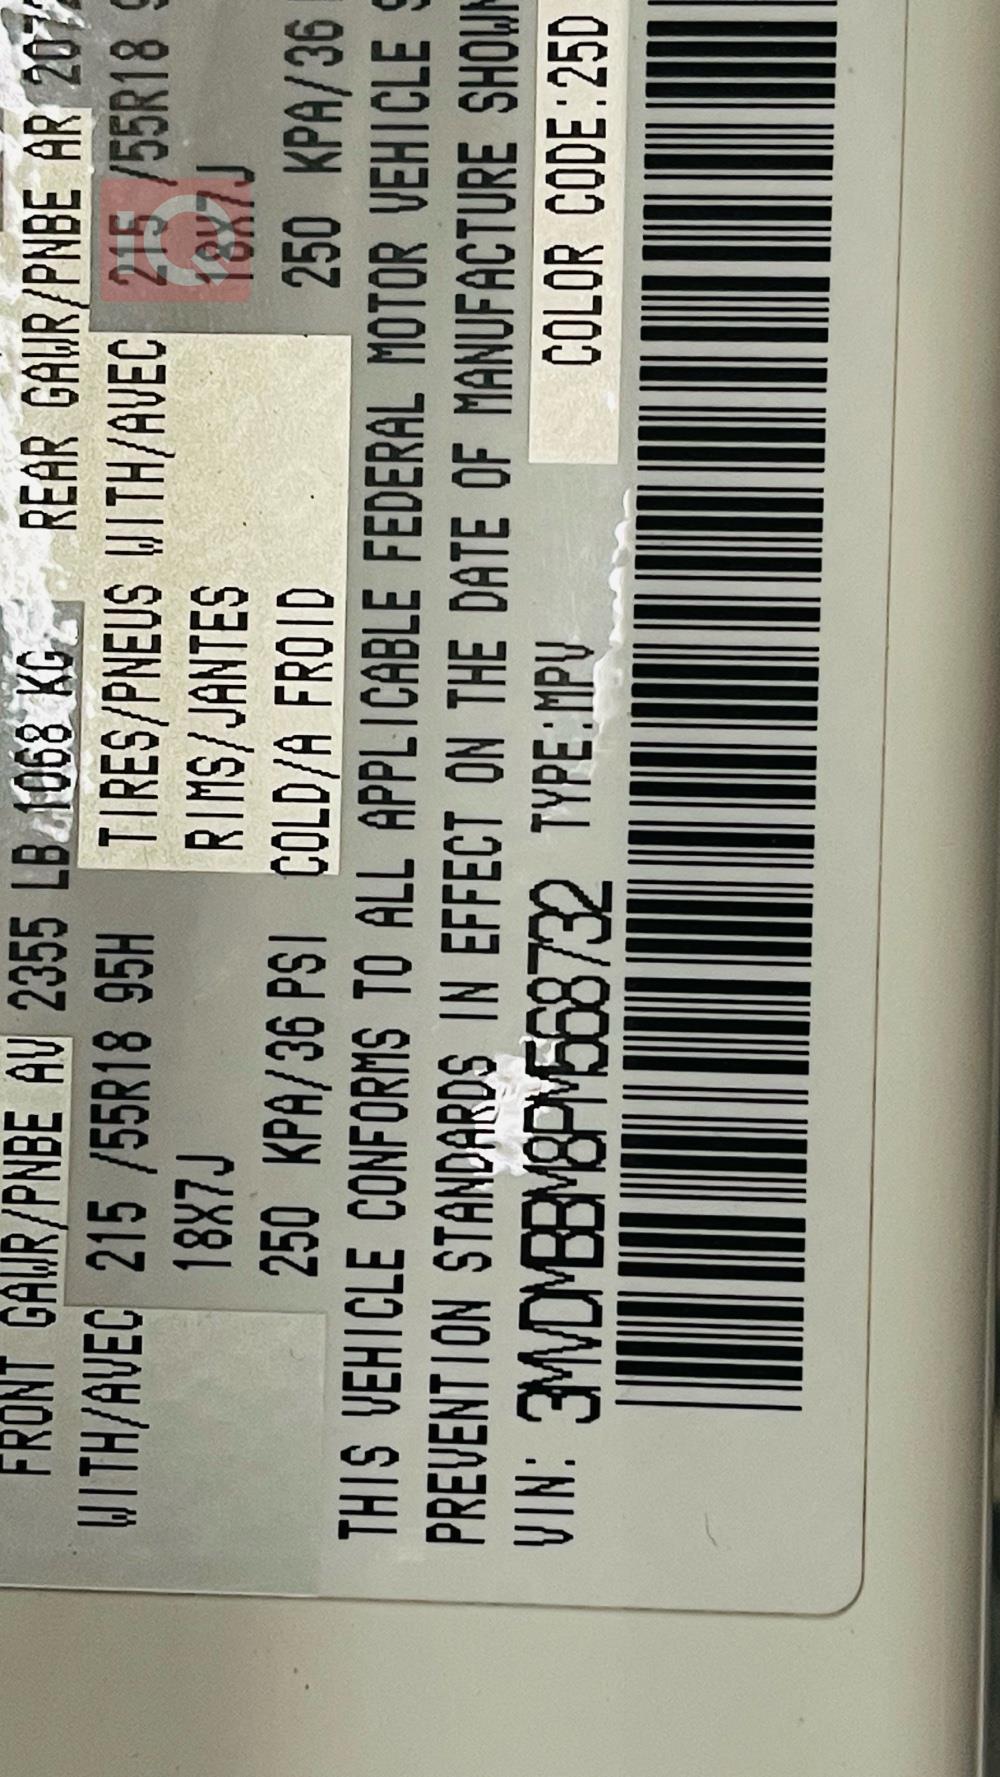 FRONT GAWR/PNBE AV 2355 LB 1068 KG REAR GAWR/PNBE AR
WITH/AVEC 215 /55R18 95H TIRES/PNEUS WITH/AVEC 215 /55R18 9
18X7J RIMS/JANTES 18X7J
250 KPA/36 PSI COLD/A FROID 250 KPA/36
THIS VEHICLE CONFORMS TO ALL APPLICABLE FEDERAL MOTOR VEHICLE S
PREVENTION STANDARDS IN EFFECT ON THE DATE OF MANUFACTURE SHOWN
VIN: 3MVDMBBM8PM568732 TYPE:MPV COLOR CODE:25D